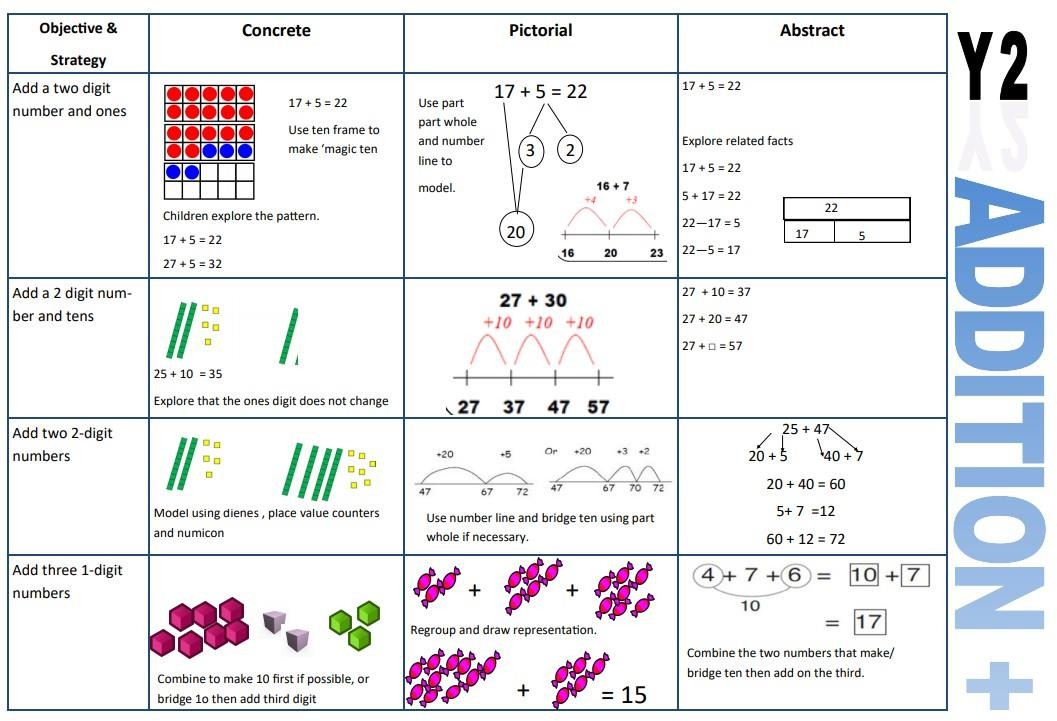 Objective &
Strategy
Concrete
Pictorial
Abstract
Add a two digit
number and ones
17 + 5 = 22
Use ten frame to
make ‘magic ten
Children explore the pattern.
17 + 5 = 22
27 + 5 = 32
Use part
part whole
and number
line to
model.
17 + 5 = 22
3
2
20
16 + 7
+4
+3
16
20
23
17 + 5 = 22
Explore related facts
17 + 5 = 22
5 + 17 = 22
22—17 = 5
22—5 = 17
22
17
5
Add a 2 digit num-
ber and tens
25 + 10 = 35
Explore that the ones digit does not change
27 + 30
+10 +10 +10
27 37 47 57
27 + 10 = 37
27 + 20 = 47
27 + □ = 57
Add two 2-digit
numbers
Model using dienes , place value counters
and numicon
+20 +5
47 67 72
Or +20 +3 +2
47 67 70 72
Use number line and bridge ten using part
whole if necessary.
25 + 47
20 + 5 40 + 7
20 + 40 = 60
5+ 7 =12
60 + 12 = 72
Add three 1-digit
numbers
Combine to make 10 first if possible, or
bridge 1o then add third digit
+ +
Regroup and draw representation.
+ = 15
4 + 7 + 6 = 10 + 7
10
= 17
Combine the two numbers that make/
bridge ten then add on the third.
Y2
ADDITION +